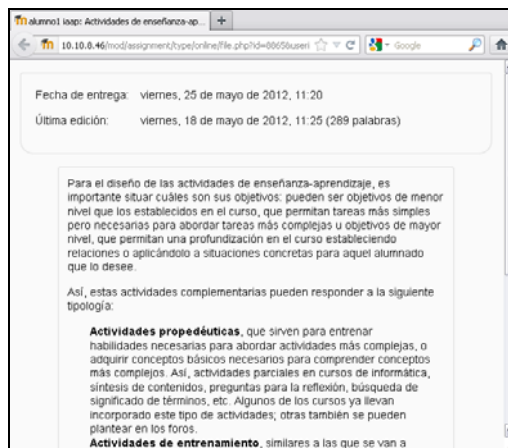 alumno1 iaap: Actividades de enseñanza-ap...
10.10.0.46/mod/assignment/type/online/file.php?id=8865&useri
Google
Fecha de entrega: viernes, 25 de mayo de 2012, 11:20
Última edición: viernes, 18 de mayo de 2012, 11:25 (289 palabras)
Para el diseño de las actividades de enseñanza-aprendizaje, es
importante situar cuáles son sus objetivos: pueden ser objetivos de menor
nivel que los establecidos en el curso, que permitan tareas más simples
pero necesarias para abordar tareas más complejas u objetivos de mayor
nivel, que permitan una profundización en el curso estableciendo
relaciones o aplicándolo a situaciones concretas para aquel alumnado
que lo desee.
Así, estas actividades complementarias pueden responder a la siguiente
tipología:
Actividades propedéuticas, que sirven para entrenar
habilidades necesarias para abordar actividades más complejas, o
adquirir conceptos básicos necesarios para comprender conceptos
más complejos. Así, actividades parciales en cursos de informática,
síntesis de contenidos, preguntas para la reflexión, búsqueda de
significado de términos, etc. Algunos de los cursos ya llevan
incorporado este tipo de actividades; otras también se pueden
plantear en los foros.
Actividades de entrenamiento, similares a las que se van a